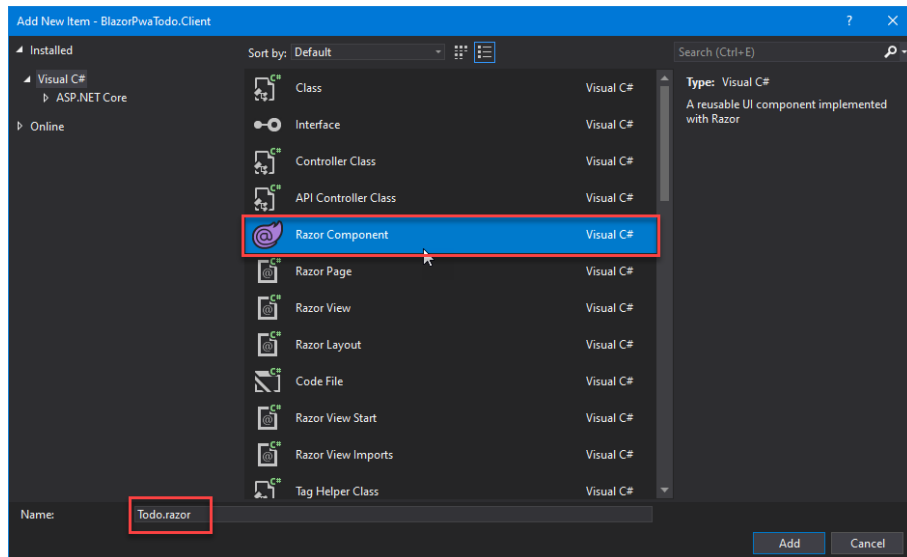 Add New Item - BlazorPwaTodo.Client
Installed
Visual C#
ASP.NET Core
Online
Sort by: Default
Search (Ctrl+E)
Class Visual C#
Interface Visual C#
Controller Class Visual C#
API Controller Class Visual C#
Razor Component Visual C#
Razor Page Visual C#
Razor View Visual C#
Razor Layout Visual C#
Code File Visual C#
Razor View Start Visual C#
Razor View Imports Visual C#
Tag Helper Class Visual C#
Type: Visual C#
A reusable UI component implemented
with Razor
Name: Todo.razor
Add Cancel